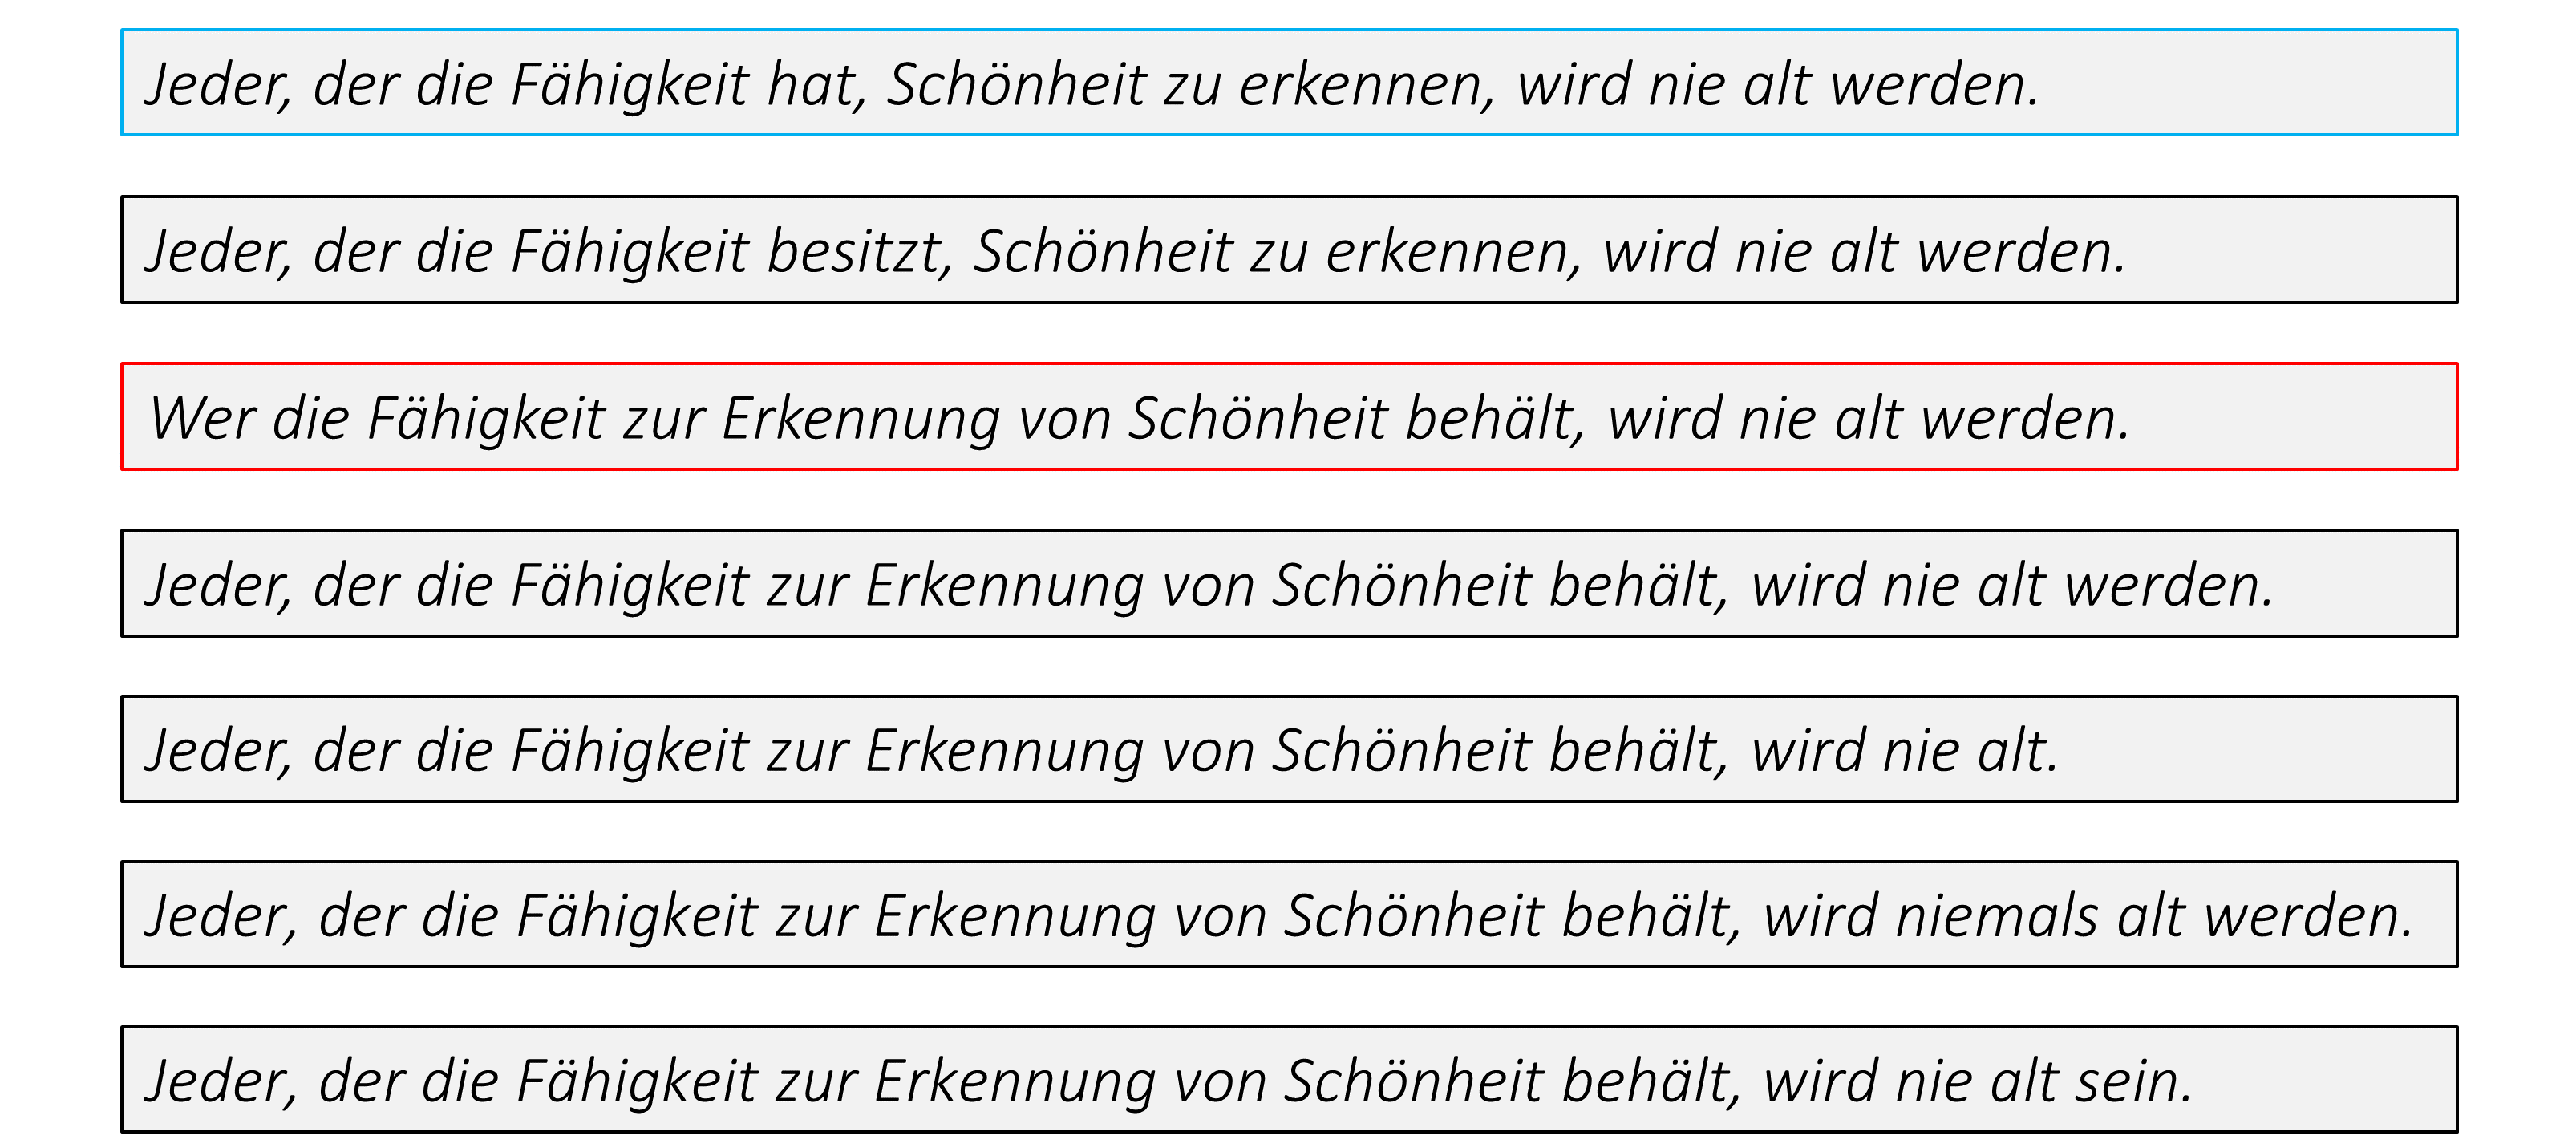 Jeder, der die Fähigkeit hat, Schönheit zu erkennen, wird nie alt werden.
Jeder, der die Fähigkeit besitzt, Schönheit zu erkennen, wird nie alt werden.
Wer die Fähigkeit zur Erkennung von Schönheit behält, wird nie alt werden.
Jeder, der die Fähigkeit zur Erkennung von Schönheit behält, wird nie alt werden.
Jeder, der die Fähigkeit zur Erkennung von Schönheit behält, wird nie alt.
Jeder, der die Fähigkeit zur Erkennung von Schönheit behält, wird niemals alt werden.
Jeder, der die Fähigkeit zur Erkennung von Schönheit behält, wird nie alt sein.